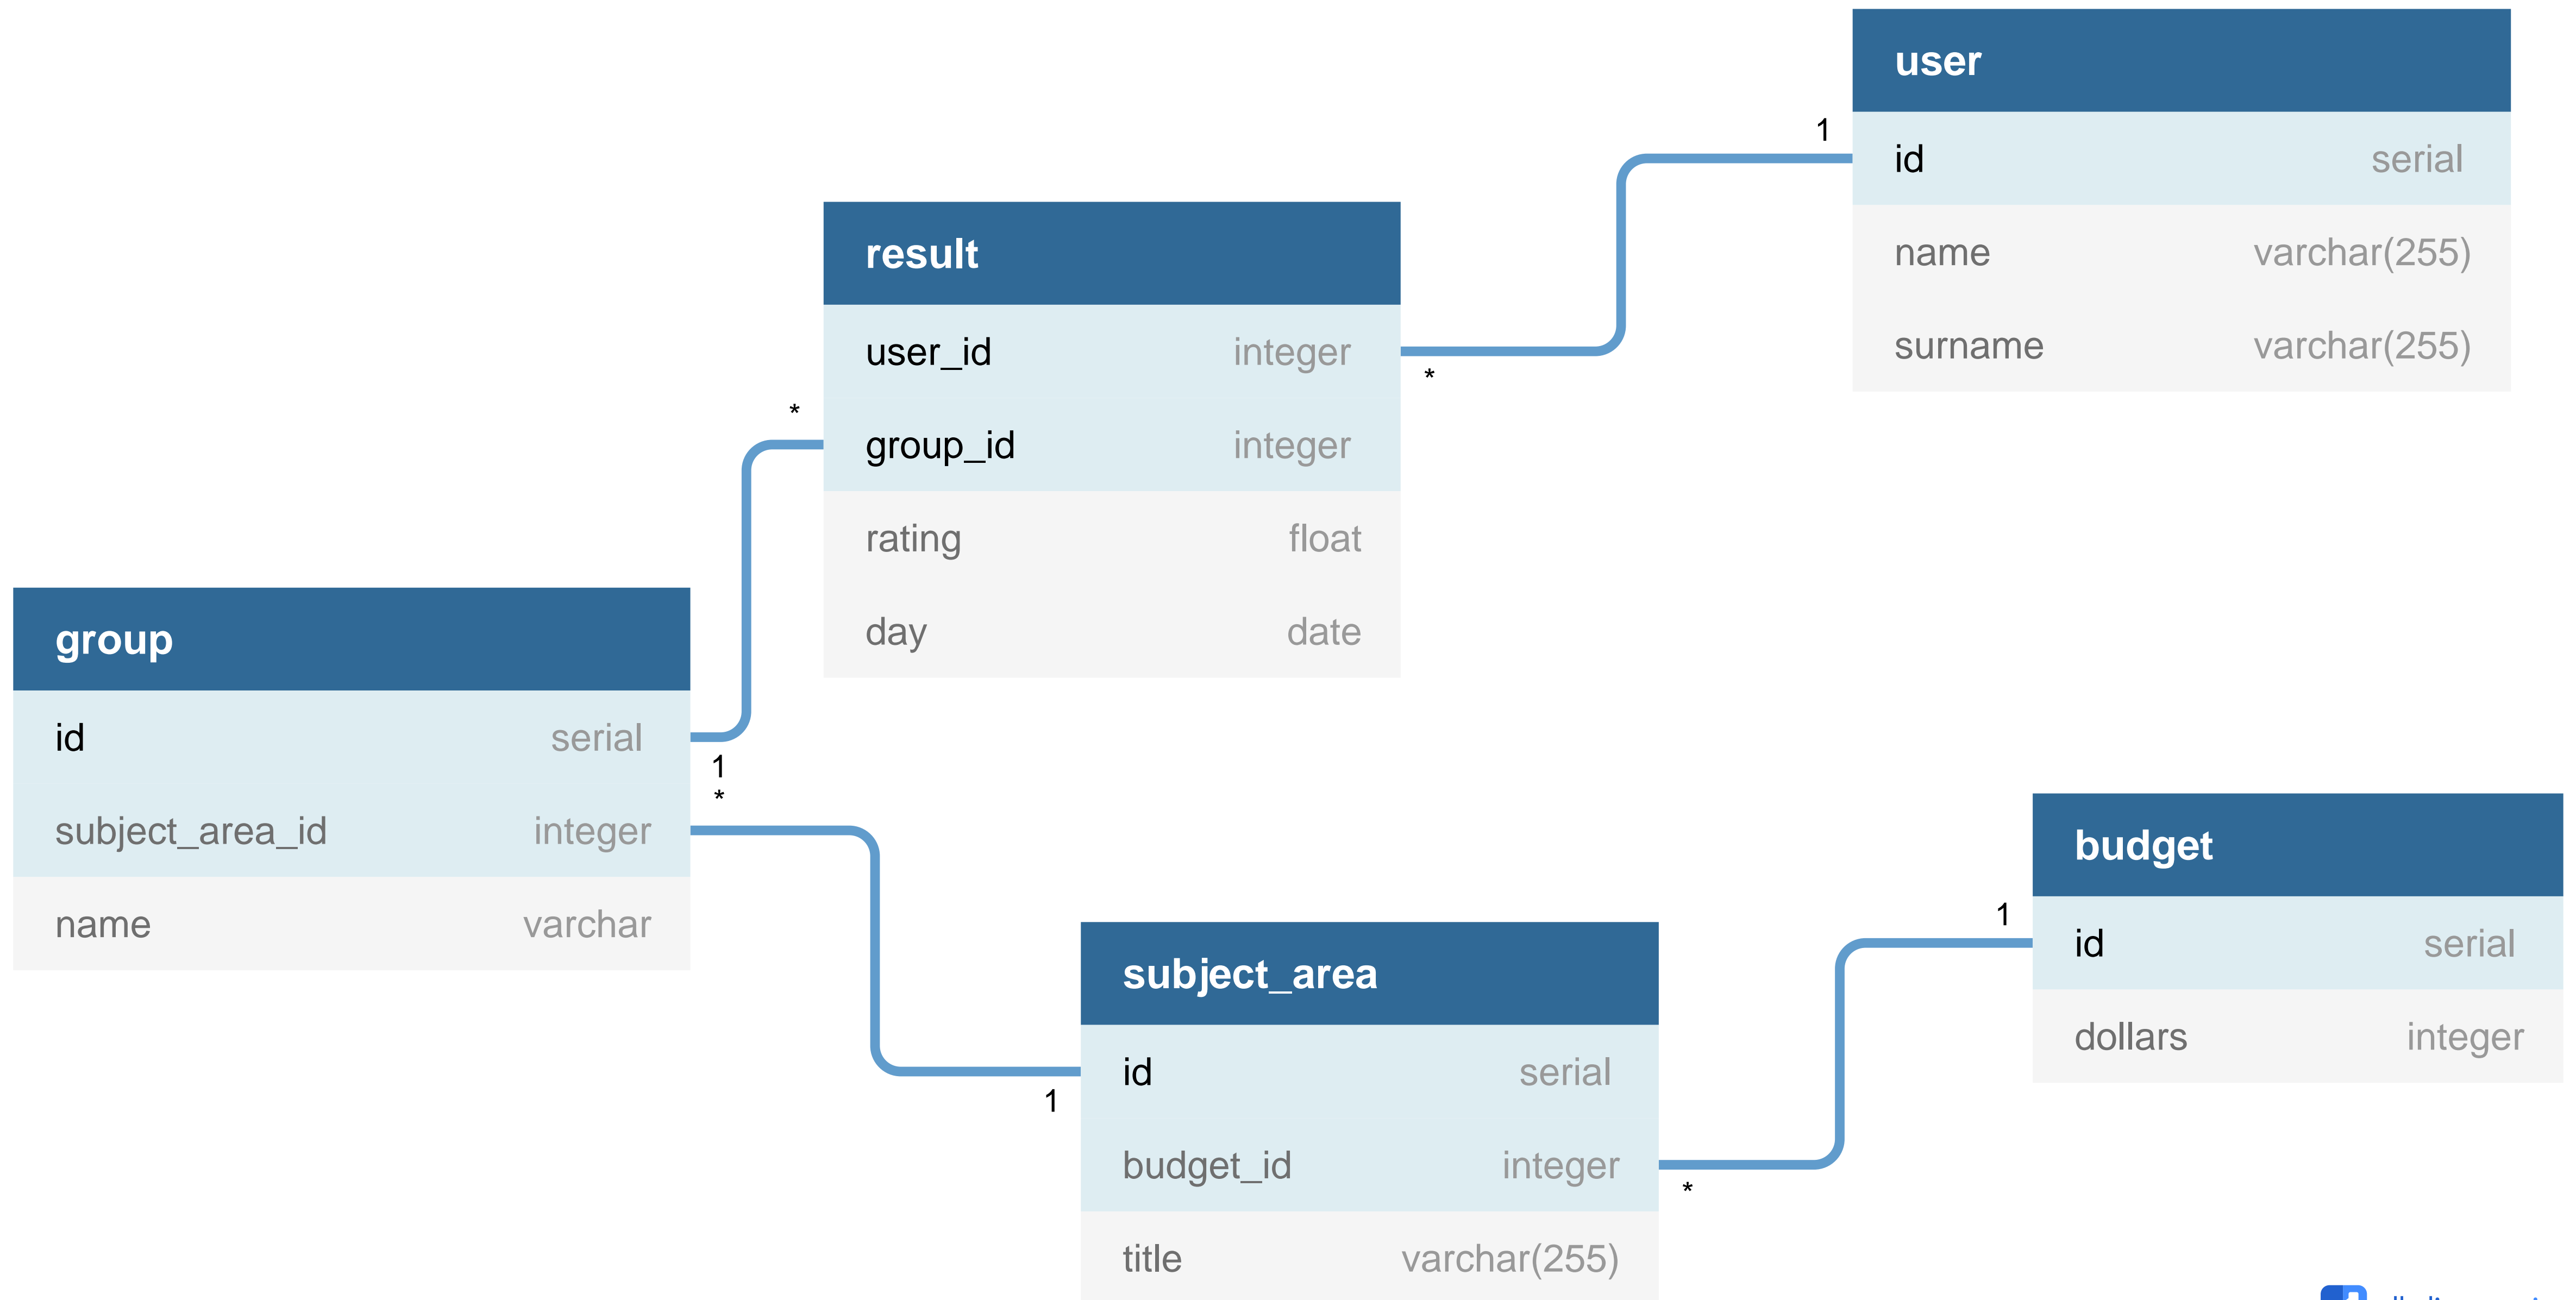 user
1
id serial
name varchar(255)
surname varchar(255)
result
user_id integer
*
*
group_id integer
rating float
day date
group
id serial
1
*
subject_area_id integer
name varchar
budget
1
id serial
dollars integer
subject_area
id serial
1
budget_id integer
*
title varchar(255)